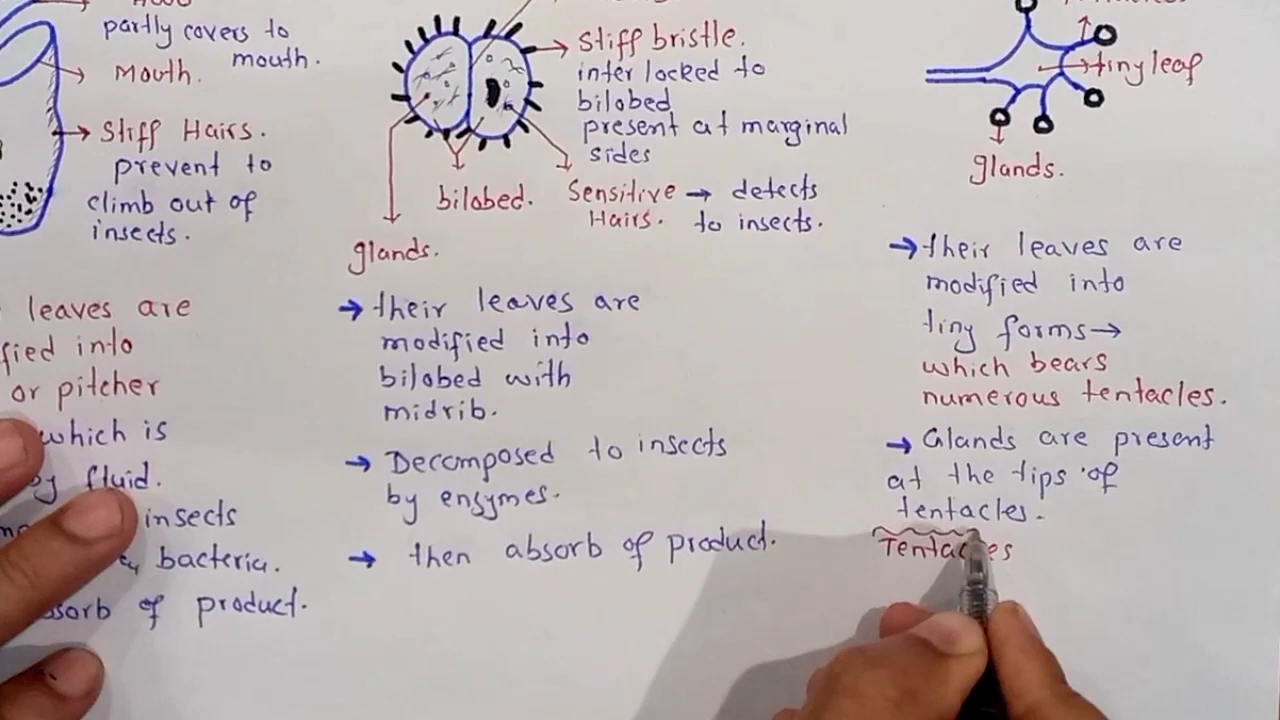 partly covers to
mouth.
Mouth.
Stiff Hairs.
prevent to
climb out of
insects.
leaves are
fied into
or pitcher
which is
by fluid.
insects
bacteria.
absorb of product.
Stiff bristle.
inter locked to
bilobed
present at marginal
sides
bilobed.
Sensitive → detects
Hairs. to insects.
glands.
→ their leaves are
modified into
bilobed with
midrib.
→ Decomposed to insects
by enzymes.
→ then absorb of product.
→ tiny leaf
glands.
→ their leaves are
modified into
tiny forms →
which bears
numerous tentacles.
→ Glands are present
at the tips of
tentacles.
Tentacles